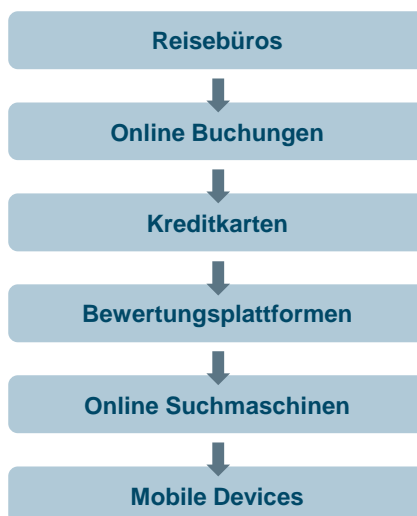 Reisebüros
Online Buchungen
Kreditkarten
Bewertungsplattformen
Online Suchmaschinen
Mobile Devices